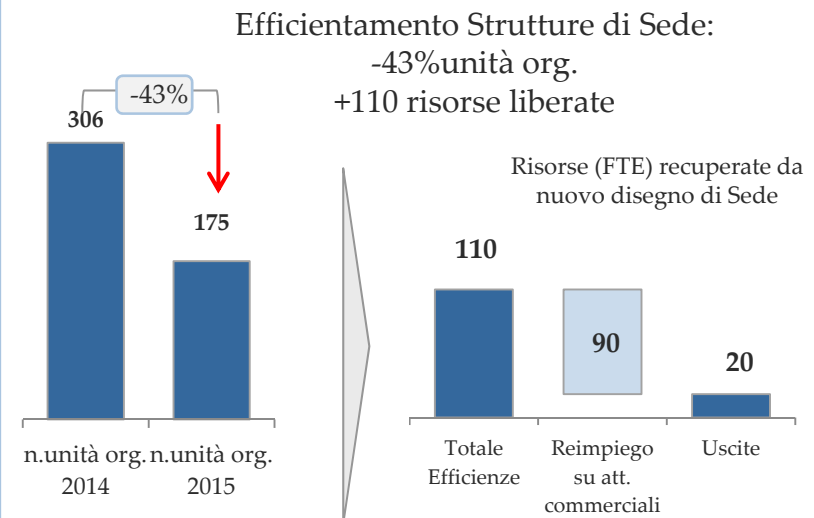 Efficientamento Strutture di Sede:
-43%unità org.
+110 risorse liberate
-43%
306
175
n.unità org.
2014
n.unità org.
2015
Risorse (FTE) recuperate da
nuovo disegno di Sede
110
90
20
Totale
Efficienze
Reimpiego
su att.
commerciali
Uscite